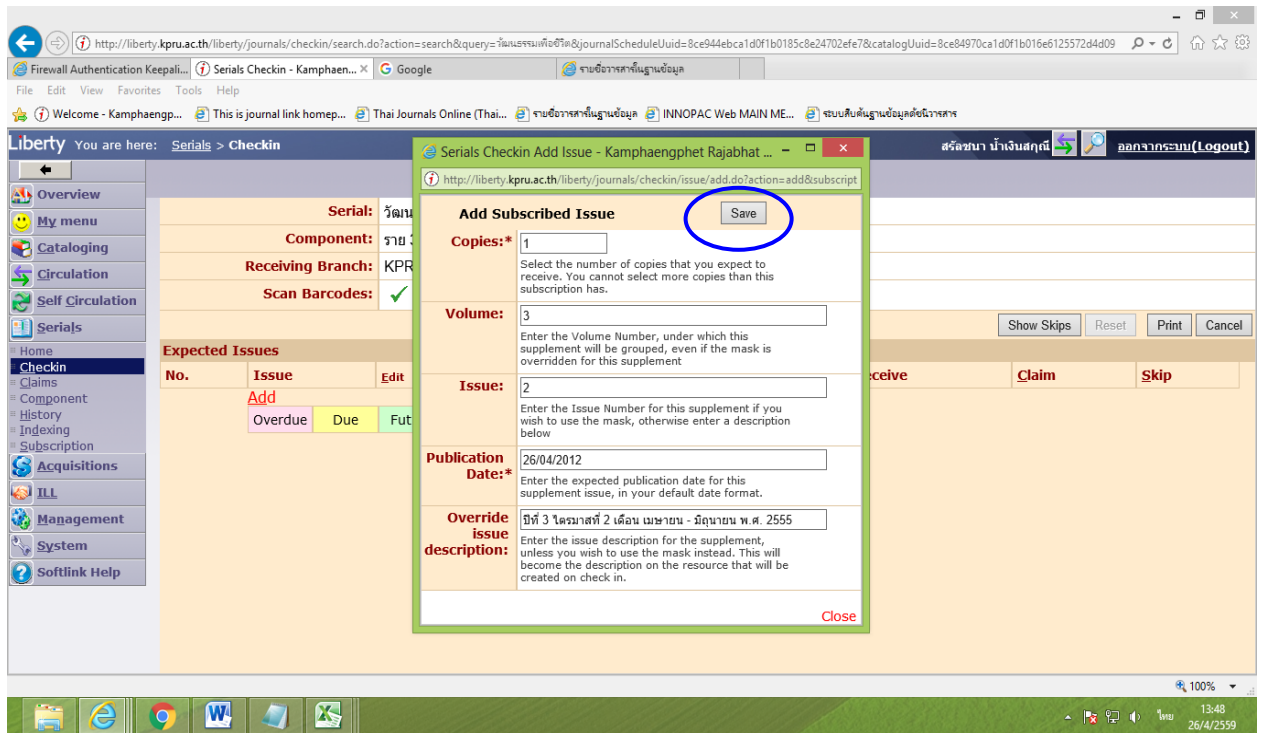 http://liberty.kpru.ac.th/liberty/journals/checkin/search.do?action=search&query=วัฒนธรรมเพื่อชีวิต&journalScheduleUuid=8ce944ebca1d0f1b0185c8e24702efe7&catalogUuid=8ce84970ca1d0f1b016e6125572d4d09
Firewall Authentication Keepali... Serials Checkin - Kamphaen... × Google รายชื่อวารสารในฐานข้อมูล
File Edit View Favorites Tools Help
Welcome - Kamphaengp... This is journal link homep... Thai Journals Online (Thai... รายชื่อวารสารในฐานข้อมูล INNOPAC Web MAIN ME... ระบบสืบค้นฐานข้อมูลดัชนีวารสาร
Liberty You are here: Serials > Checkin สร้อยชนา น้ำเงินสกุณี ออกจากระบบ(Logout)
Overview
My menu
Cataloging
Circulation
Self Circulation
Serials
Home
Checkin
Claims
Component
History
Indexing
Subscription
Acquisitions
ILL
Management
System
Softlink Help
Serial: วัฒน
Component: ราย 3
Receiving Branch: KPR
Scan Barcodes:
Show Skips Reset Print Cancel
Expected Issues
No. Issue Edit eceive Claim Skip
Add
Overdue Due Fut
Serials Checkin Add Issue - Kamphaengphet Rajabhat ...
http://liberty.kpru.ac.th/liberty/journals/checkin/issue/add.do?action=add&subscript
Add Subscribed Issue Save
Copies:* 1
Select the number of copies that you expect to
receive. You cannot select more copies than this
subscription has.
Volume: 3
Enter the Volume Number, under which this
supplement will be grouped, even if the mask is
overridden for this supplement
Issue: 2
Enter the Issue Number for this supplement if you
wish to use the mask, otherwise enter a description
below
Publication Date:* 26/04/2012
Enter the expected publication date for this
supplement issue, in your default date format.
Override issue description: ปีที่ 3 ไตรมาสที่ 2 เดือน เมษายน - มิถุนายน พ.ศ. 2555
Enter the issue description for the supplement,
unless you wish to use the mask instead. This will
become the description on the resource that will be
created on check in.
Close
100%
ไทย 13:48
26/4/2559